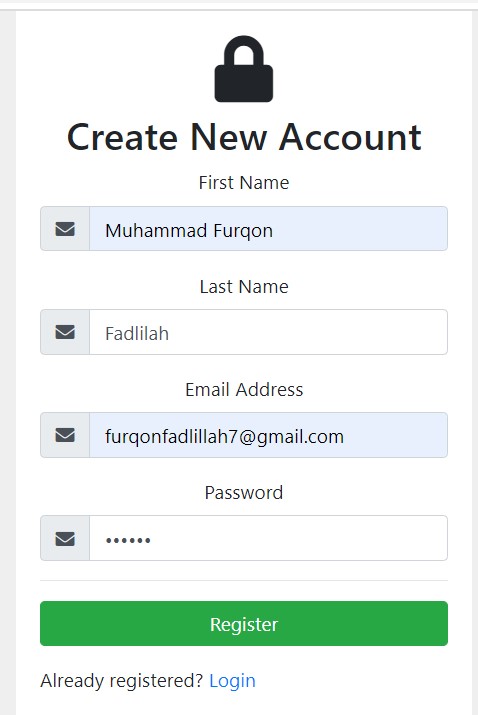 Create New Account
First Name
Muhammad Furqon
Last Name
Fadlilah
Email Address
furqonfadlillah7@gmail.com
Password
••••••
Register
Already registered? Login